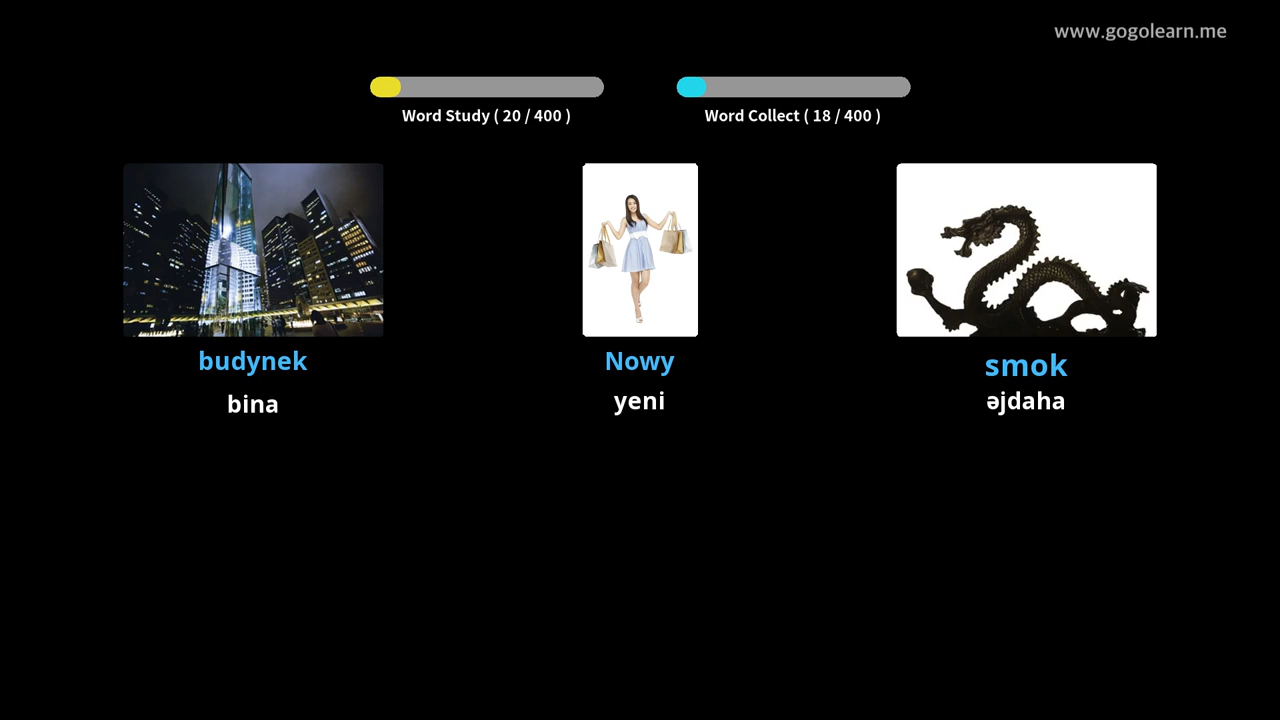 www.gogolearn.me
Word Study ( 20 / 400 )
Word Collect ( 18 / 400 )
budynek
bina
Nowy
yeni
smok
əjdaha